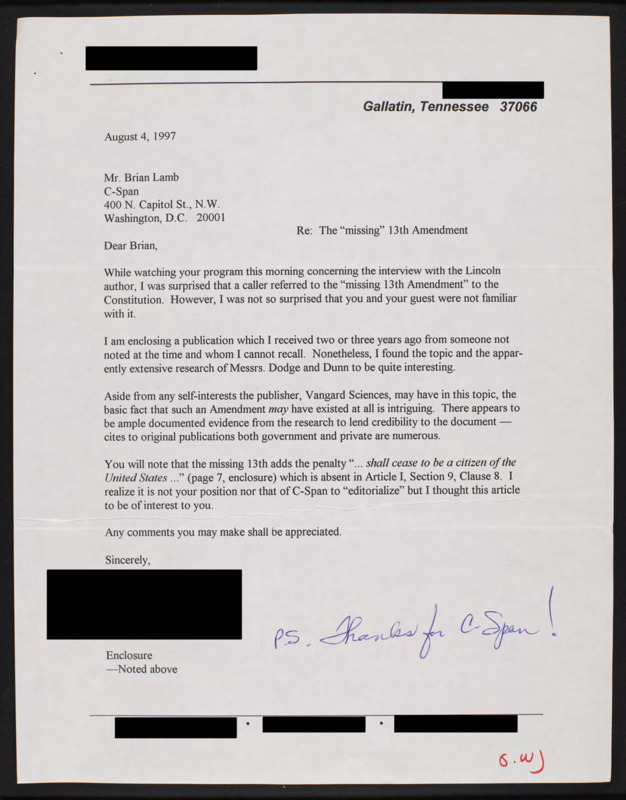 Gallatin, Tennessee 37066
August 4, 1997
Mr. Brian Lamb
C-Span
400 N. Capitol St., N.W.
Washington, D.C. 20001
Re: The “missing” 13th Amendment
Dear Brian,
While watching your program this morning concerning the interview with the Lincoln
author, I was surprised that a caller referred to the “missing 13th Amendment” to the
Constitution. However, I was not so surprised that you and your guest were not familiar
with it.
I am enclosing a publication which I received two or three years ago from someone not
noted at the time and whom I cannot recall. Nonetheless, I found the topic and the appar-
ently extensive research of Messrs. Dodge and Dunn to be quite interesting.
Aside from any self-interests the publisher, Vangard Sciences, may have in this topic, the
basic fact that such an Amendment may have existed at all is intriguing. There appears to
be ample documented evidence from the research to lend credibility to the document —
cites to original publications both government and private are numerous.
You will note that the missing 13th adds the penalty “... shall cease to be a citizen of the
United States ...” (page 7, enclosure) which is absent in Article I, Section 9, Clause 8. I
realize it is not your position nor that of C-Span to “editorialize” but I thought this article
to be of interest to you.
Any comments you may make shall be appreciated.
Sincerely,
P.S. Thanks for C-Span!
Enclosure
—Noted above